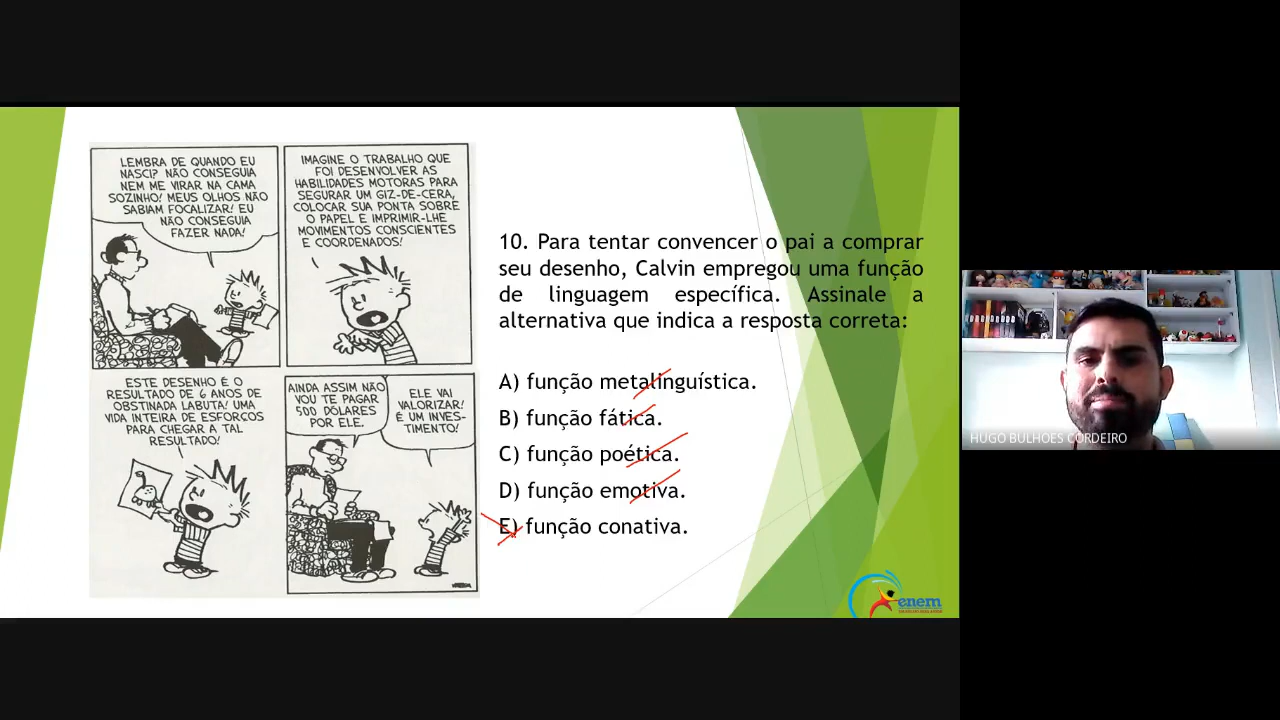 LEMBRA DE QUANDO EU
NASCI? NÃO CONSEGUIA
NEM ME VIRAR NA CAMA
SOZINHO! MEUS OLHOS NÃO
SABIAM FOCALIZAR! EU
NÃO CONSEGUIA
FAZER NADA!
IMAGINE O TRABALHO QUE
FOI DESENVOLVER AS
HABILIDADES MOTORAS PARA
SEGURAR UM GIZ-DE-CERA,
COLOCAR SUA PONTA SOBRE
O PAPEL E IMPRIMIR-LHE
MOVIMENTOS CONSCIENTES
E COORDENADOS!
ESTE DESENHO É O
RESULTADO DE 6 ANOS DE
OBSTINADA LABUTA! UMA
VIDA INTEIRA DE ESFORÇOS
PARA CHEGAR A TAL
RESULTADO!
AINDA ASSIM NÃO
VOU TE PAGAR
500 DÓLARES
POR ELE.
ELE VAI
VALORIZAR!
É UM INVES-
TIMENTO!
10. Para tentar convencer o pai a comprar
seu desenho, Calvin empregou uma função
de linguagem específica. Assinale a
alternativa que indica a resposta correta:
A) função metalinguística.
B) função fática.
C) função poética.
D) função emotiva.
E) função conativa.
enem
HUGO BULHOES CORDEIRO